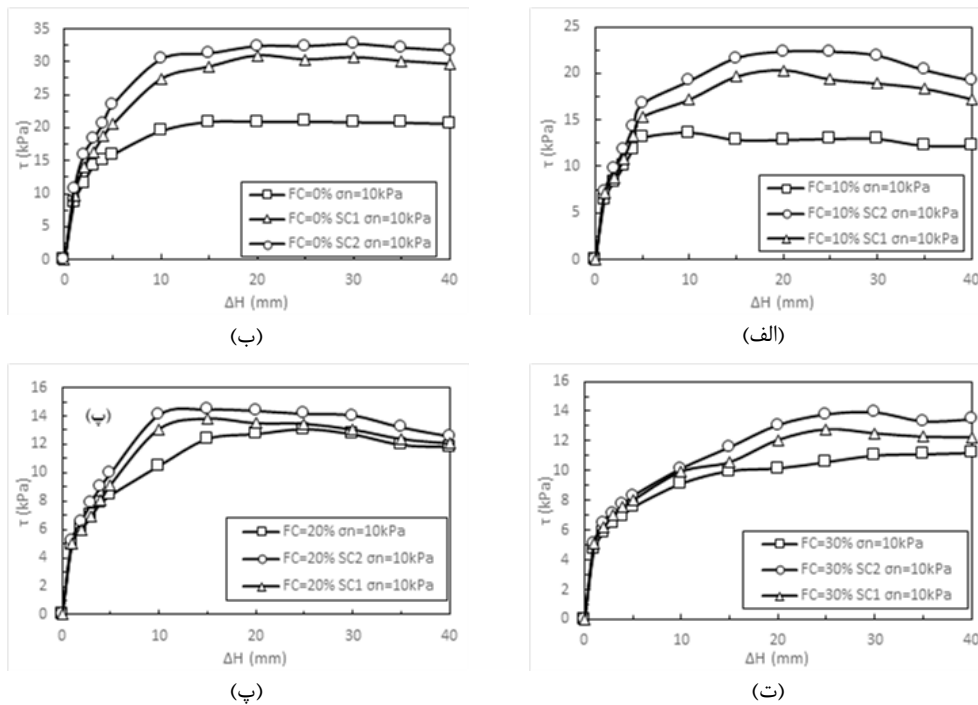 35
30
25
20
15
10
5
0
τ (kPa)
FC=0% σn=10kPa
FC=0% SC1 σn=10kPa
FC=0% SC2 σn=10kPa
0 10 20 30 40
ΔH (mm)
(ب)
25
20
15
10
5
0
τ (kPa)
FC=10% σn=10kPa
FC=10% SC2 σn=10kPa
FC=10% SC1 σn=10kPa
0 10 20 30 40
ΔH (mm)
(الف)
16
14
12
10
8
6
4
2
0
τ (kPa)
(پ)
FC=20% σn=10kPa
FC=20% SC2 σn=10kPa
FC=20% SC1 σn=10kPa
0 10 20 30 40
ΔH (mm)
(پ)
16
14
12
10
8
6
4
2
0
τ (kPa)
FC=30% σn=10kPa
FC=30% SC2 σn=10kPa
FC=30% SC1 σn=10kPa
0 10 20 30 40
ΔH (mm)
(ت)